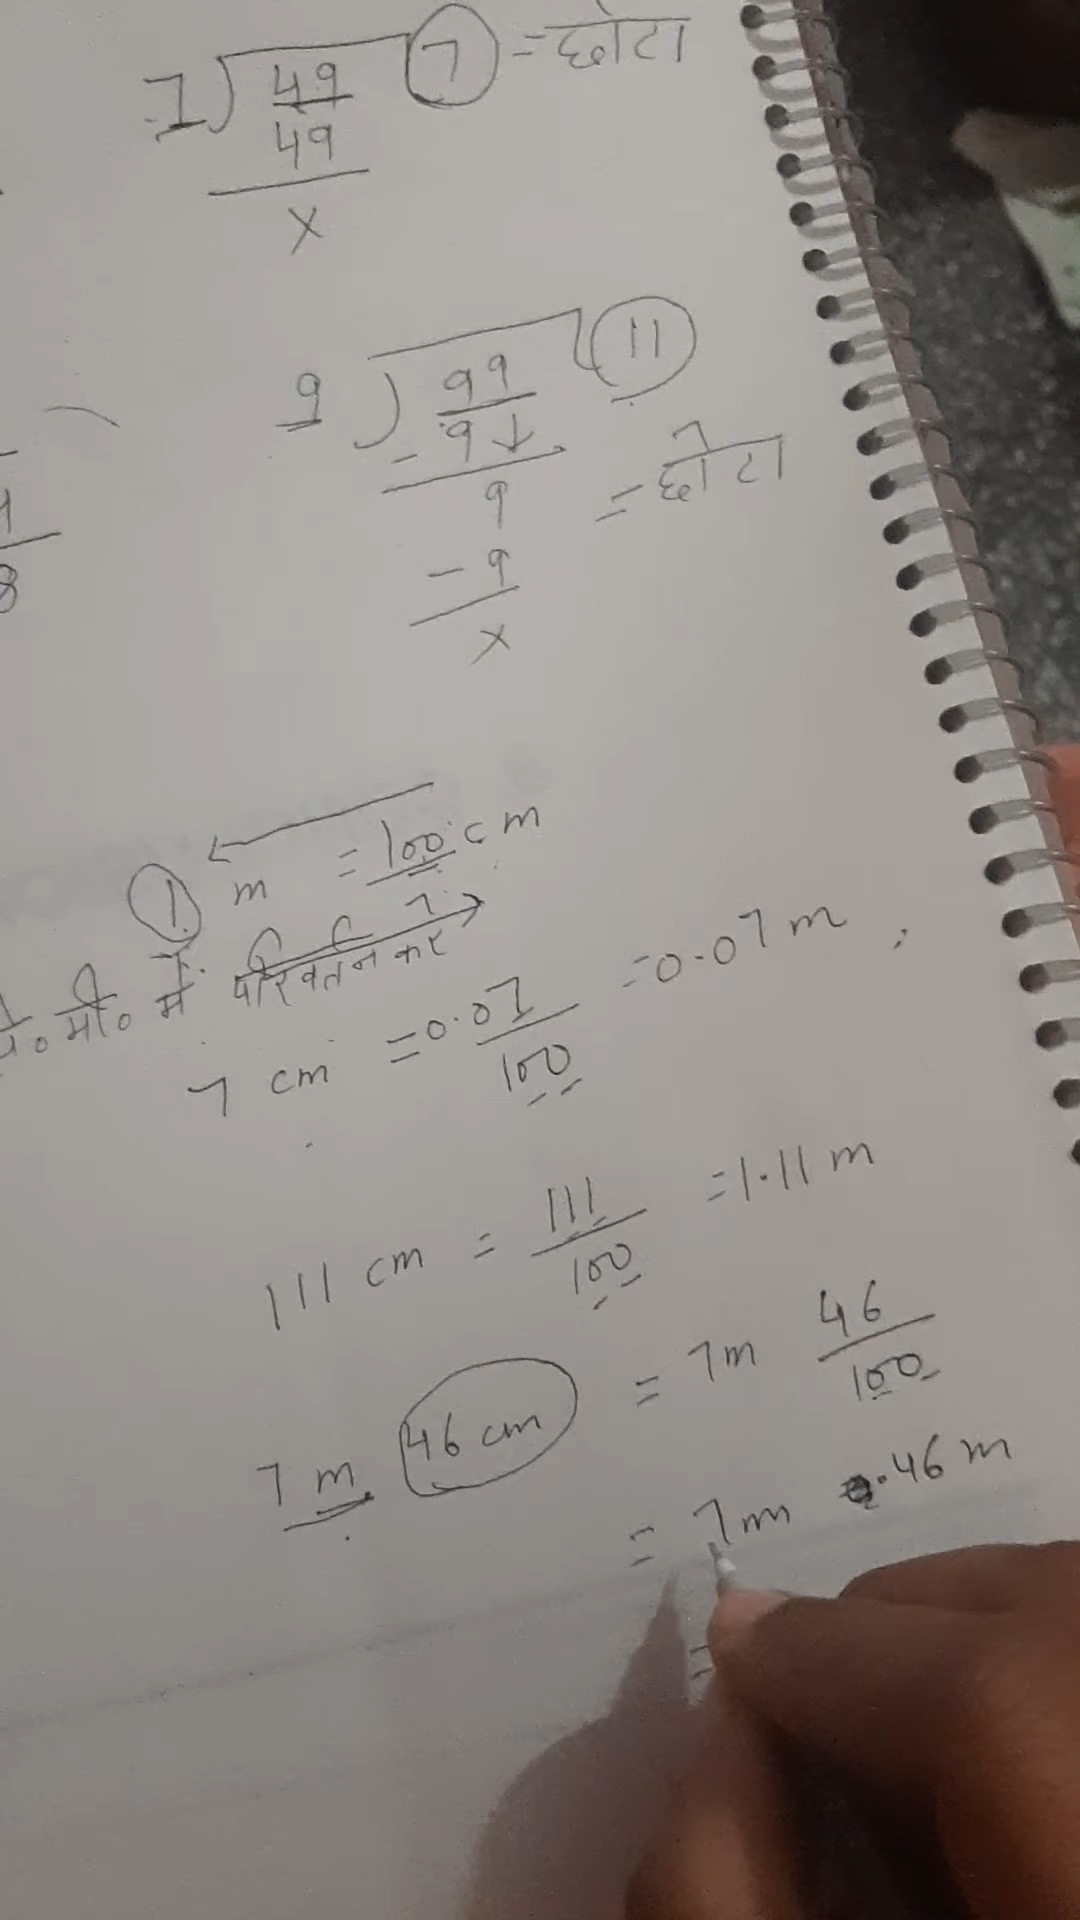 7) 49 (7 = छोटा
49
x
9) 99 (11
- 9↓
9 = छोटा
- 9
x
4
8
1 m = 100 cm
मी० में परिवर्तन करें
7 cm = 0.07/100 = 0.07 m
111 cm = 111/100 = 1.11 m
7 m 46 cm = 7m 46/100
= 7m .46 m
=